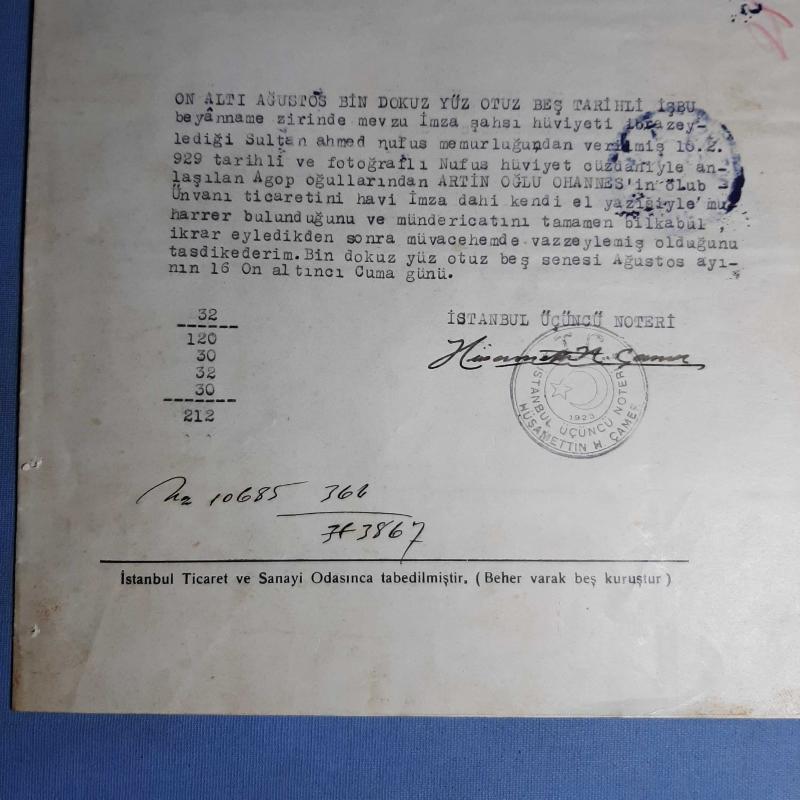 ON ALTI AĞUSTOS BİN DOKUZ YÜZ OTUZ BEŞ TARİHLİ İŞBU
beyânname zirinde mevzu İmza şahsı hüviyeti ibrazey-
lediği Sultan ahmed nufus memurluğundan verilmiş 16.2.
929 tarihli ve fotoğraflı Nufus hüviyet cüzdaniyle an-
laşılan Agop oğullarından ARTİN OĞLU OHANNES'in olub
Ünvanı ticaretini havi İmza dahi kendi el yazısiyle mu
harrer bulunduğunu ve mündericatını tamamen bilkabul ,
ikrar eyledikden sonra müvacehemde vazzeylemiş olduğunu
tasdikederim. Bin dokuz yüz otuz beş senesi Ağustos ayı-
nın 16 On altıncı Cuma günü.
32
120
30
32
30
212
İSTANBUL ÜÇÜNCÜ NOTERİ
1923
İSTANBUL ÜÇÜNCÜ NOTERİ
HÜSAMETTİN H. ÇAMER
10685 366
3867
İstanbul Ticaret ve Sanayi Odasınca tabedilmiştir. ( Beher varak beş kuruştur )